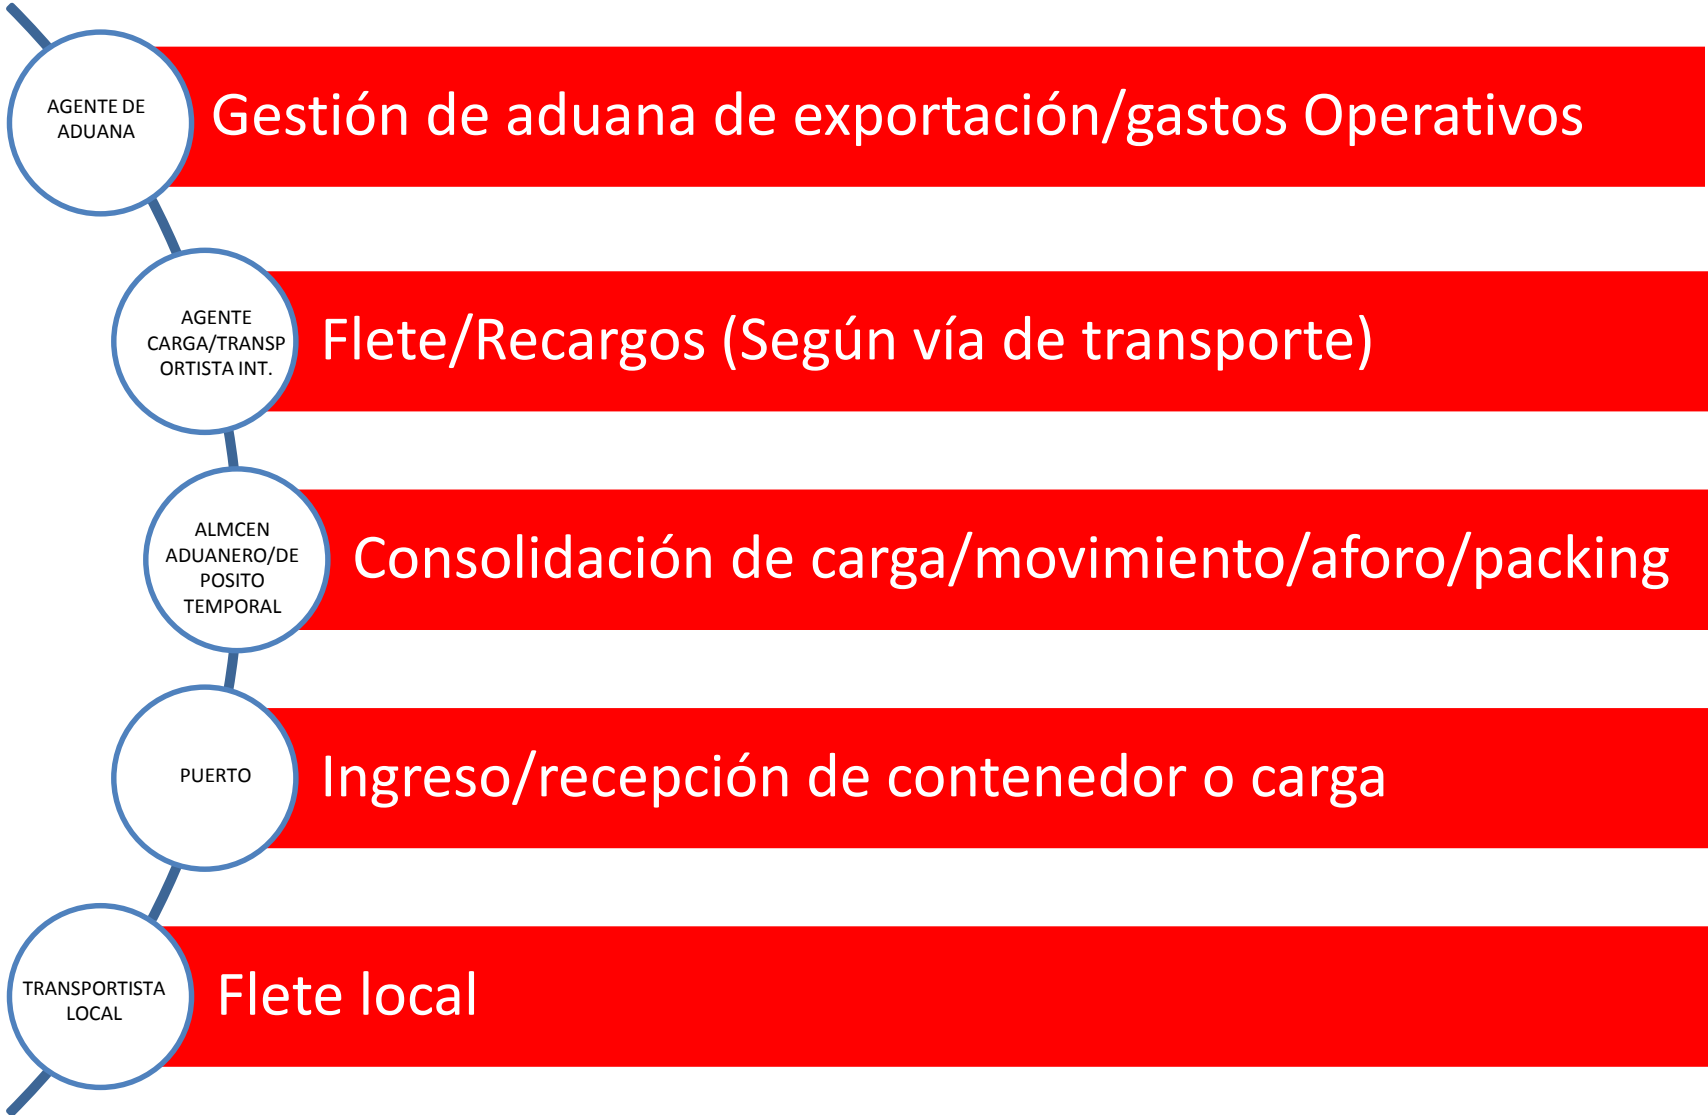 AGENTE DE
ADUANA
Gestión de aduana de exportación/gastos Operativos
AGENTE
CARGA/TRANSP
ORTISTA INT.
Flete/Recargos (Según vía de transporte)
ALMCEN
ADUANERO/DE
POSITO
TEMPORAL
Consolidación de carga/movimiento/aforo/packing
PUERTO
Ingreso/recepción de contenedor o carga
TRANSPORTISTA
LOCAL
Flete local